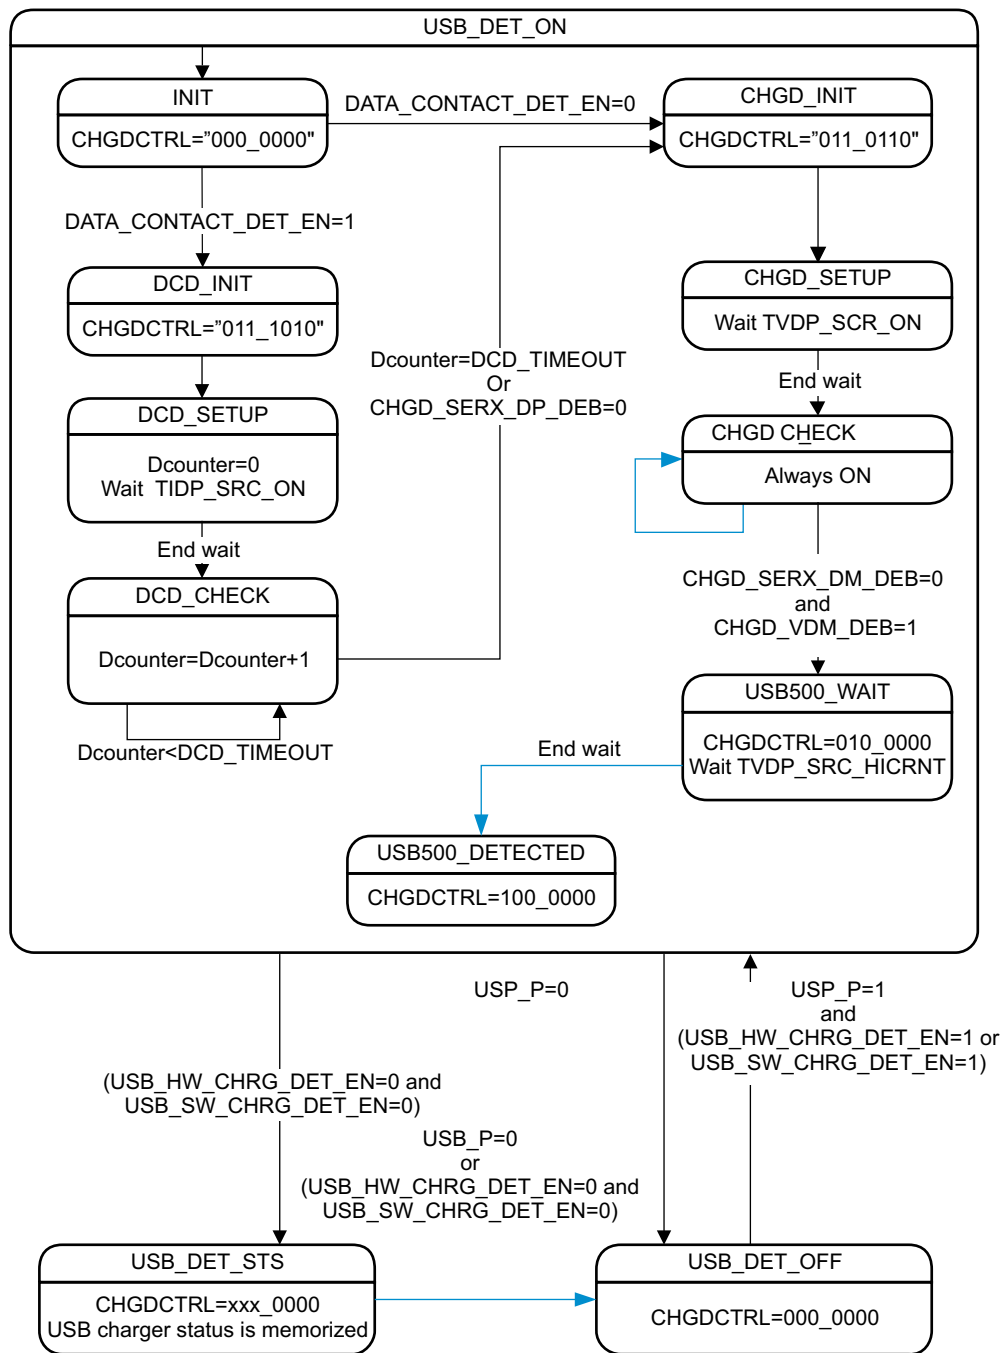 USB_DET_ON
INIT
CHGDCTRL=”000_0000"
DATA_CONTACT_DET_EN=0
CHGD_INIT
CHGDCTRL=”011_0110"
DATA_CONTACT_DET_EN=1
DCD_INIT
CHGDCTRL=”011_1010"
CHGD_SETUP
Wait TVDP_SCR_ON
Dcounter=DCD_TIMEOUT
Or
CHGD_SERX_DP_DEB=0
End wait
DCD_SETUP
Dcounter=0
Wait TIDP_SRC_ON
CHGD CHECK
Always ON
End wait
DCD_CHECK
Dcounter=Dcounter+1
Dcounter<DCD_TIMEOUT
CHGD_SERX_DM_DEB=0
and
CHGD_VDM_DEB=1
USB500_WAIT
CHGDCTRL=010_0000
Wait TVDP_SRC_HICRNT
End wait
USB500_DETECTED
CHGDCTRL=100_0000
USP_P=0
USP_P=1
and
(USB_HW_CHRG_DET_EN=1 or
USB_SW_CHRG_DET_EN=1)
(USB_HW_CHRG_DET_EN=0 and
USB_SW_CHRG_DET_EN=0)
USB_P=0
or
(USB_HW_CHRG_DET_EN=0 and
USB_SW_CHRG_DET_EN=0)
USB_DET_STS
CHGDCTRL=xxx_0000
USB charger status is memorized
USB_DET_OFF
CHGDCTRL=000_0000